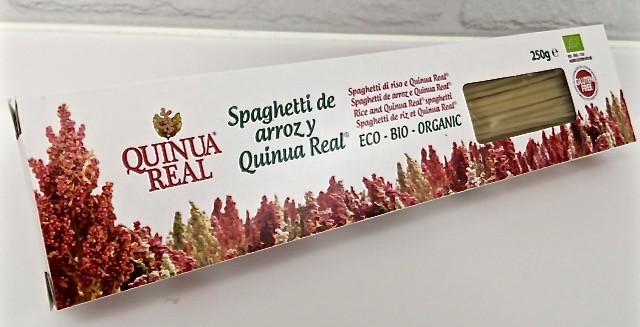 QUINUA
REAL®
Spaghetti de
arroz y
Quinua Real®
Spaghetti di riso e Quinua Real®
Spaghetti de arroz e Quinua Real®
Rice and Quinua Real® spaghetti
Spaghetti de riz et Quinua Real®
ECO - BIO - ORGANIC
250g e
GLUTEN
FREE